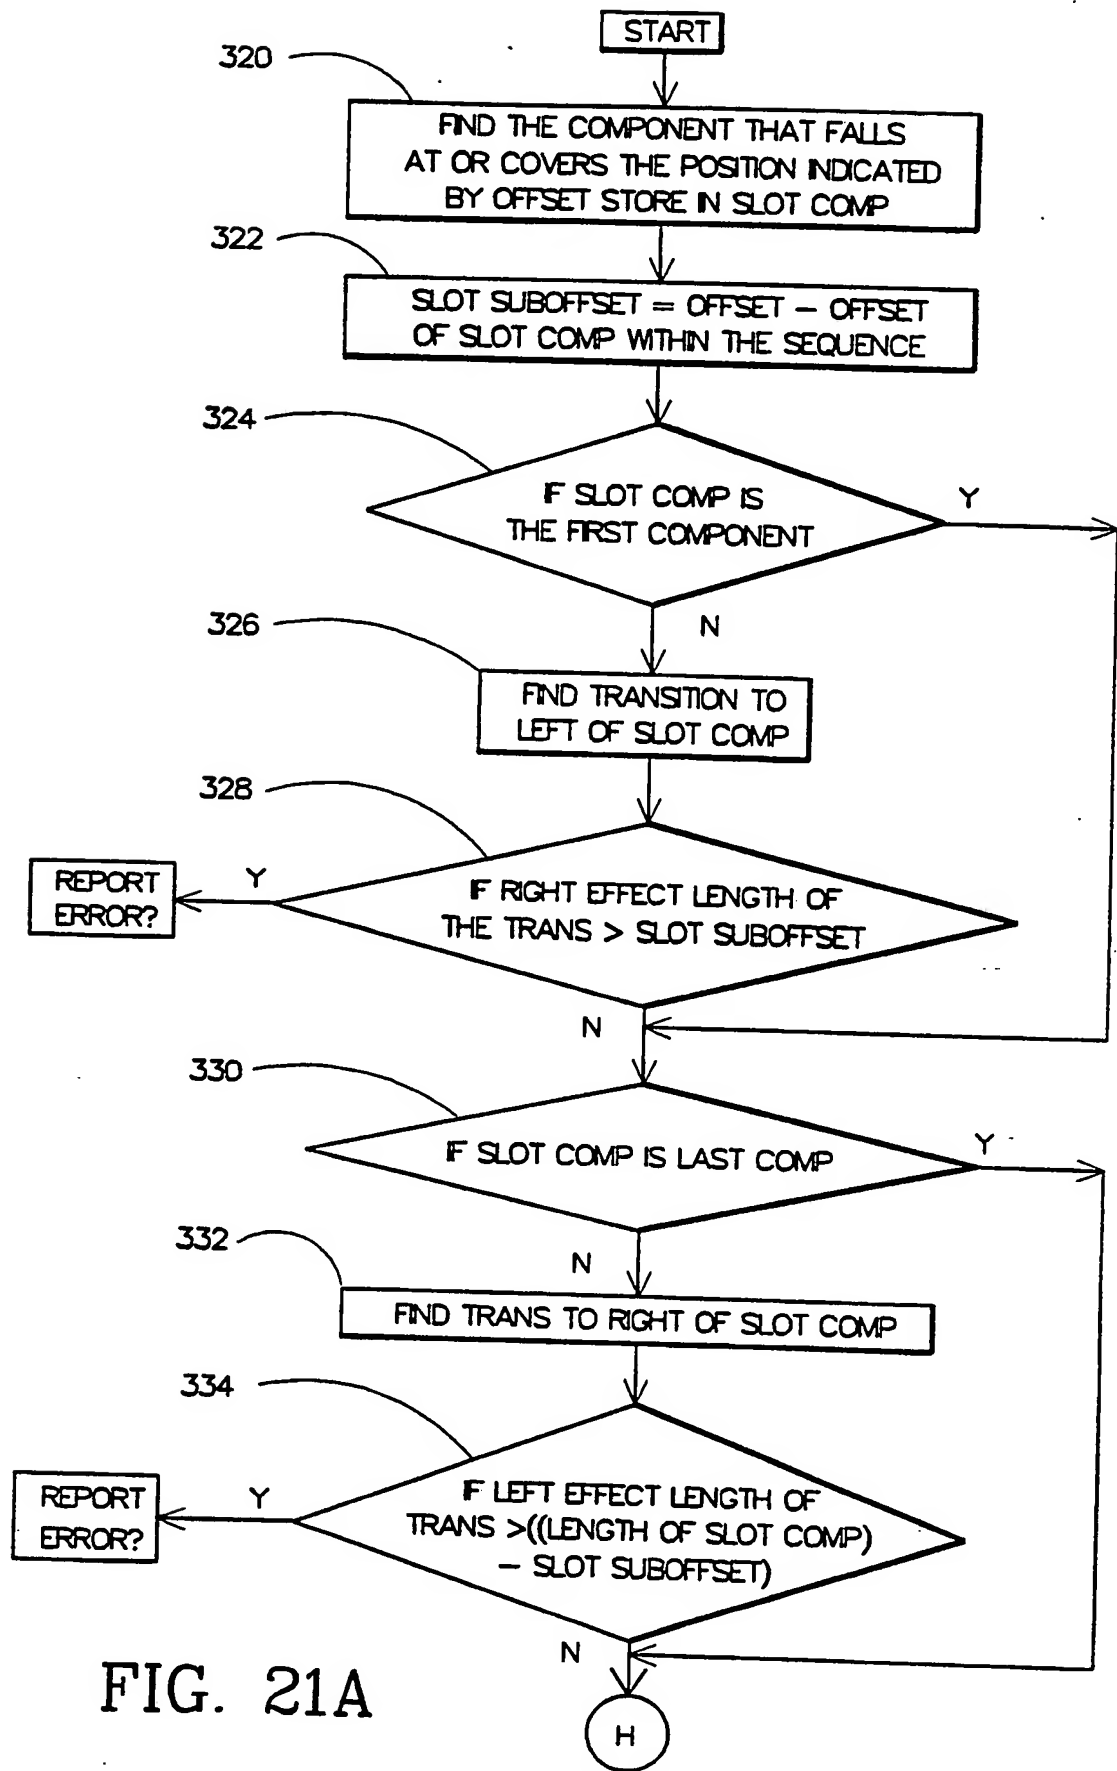 START
320
FIND THE COMPONENT THAT FALLS
AT OR COVERS THE POSITION INDICATED
BY OFFSET STORE IN SLOT COMP
322
SLOT SUBOFFSET = OFFSET - OFFSET
OF SLOT COMP WITHIN THE SEQUENCE
324
IF SLOT COMP IS
THE FIRST COMPONENT
Y
N
326
FIND TRANSITION TO
LEFT OF SLOT COMP
328
IF RIGHT EFFECT LENGTH OF
THE TRANS > SLOT SUBOFFSET
Y
REPORT
ERROR?
N
330
IF SLOT COMP IS LAST COMP
Y
N
332
FIND TRANS TO RIGHT OF SLOT COMP
334
IF LEFT EFFECT LENGTH OF
TRANS >((LENGTH OF SLOT COMP)
- SLOT SUBOFFSET)
Y
REPORT
ERROR?
N
H
FIG. 21A